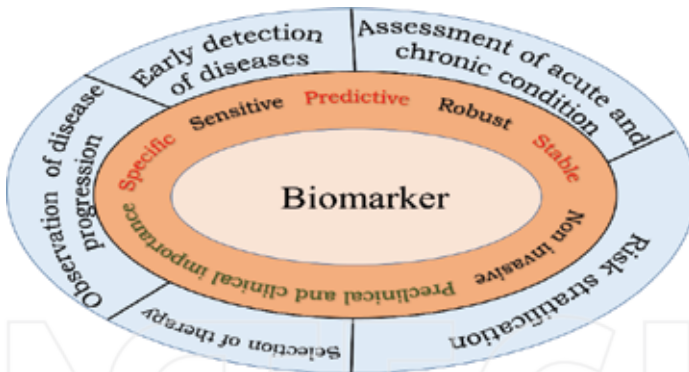 Early detection
of diseases
Assessment of acute and
chronic condition
Observation of disease
progression
Specific
Sensitive
Predictive
Robust
Stable
Biomarker
Non invasive
Preclinical and clinical importance
Risk stratification
Selection of therapy